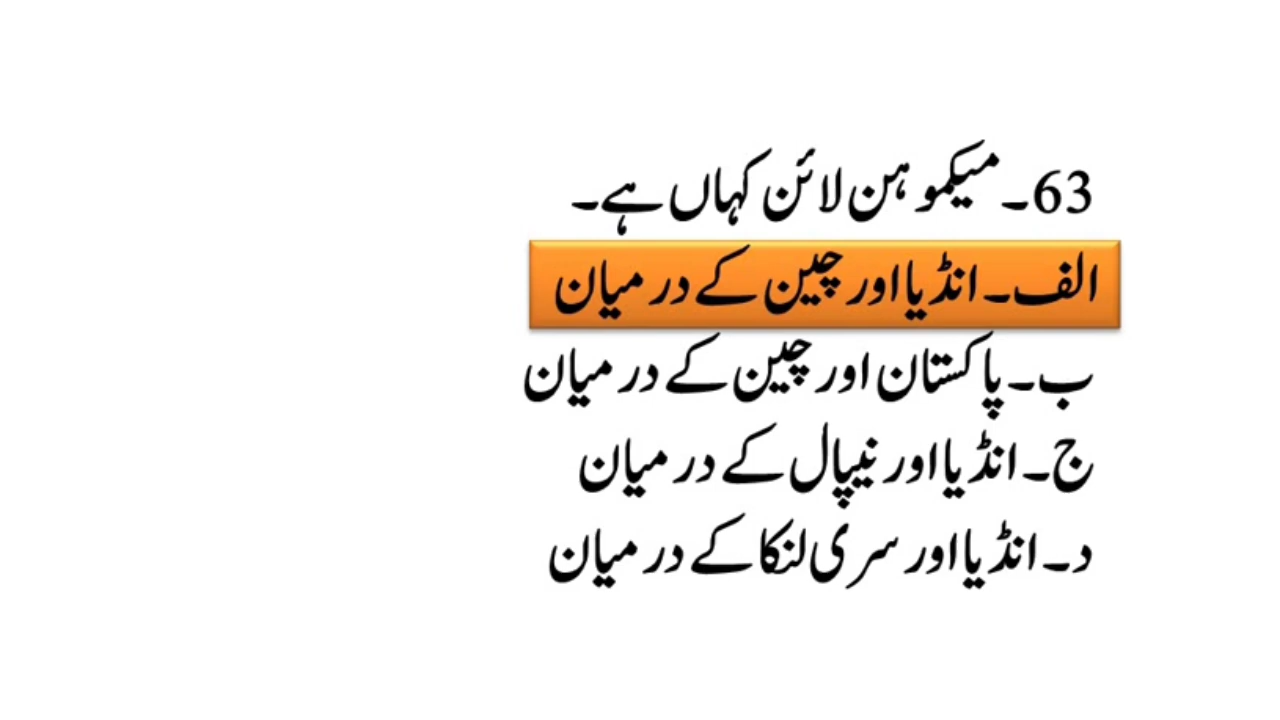 63۔ میکموہن لائن کہاں ہے۔
الف۔ انڈیا اور چین کے درمیان
ب۔ پاکستان اور چین کے درمیان
ج۔ انڈیا اور نیپال کے درمیان
د۔ انڈیا اور سری لنکا کے درمیان